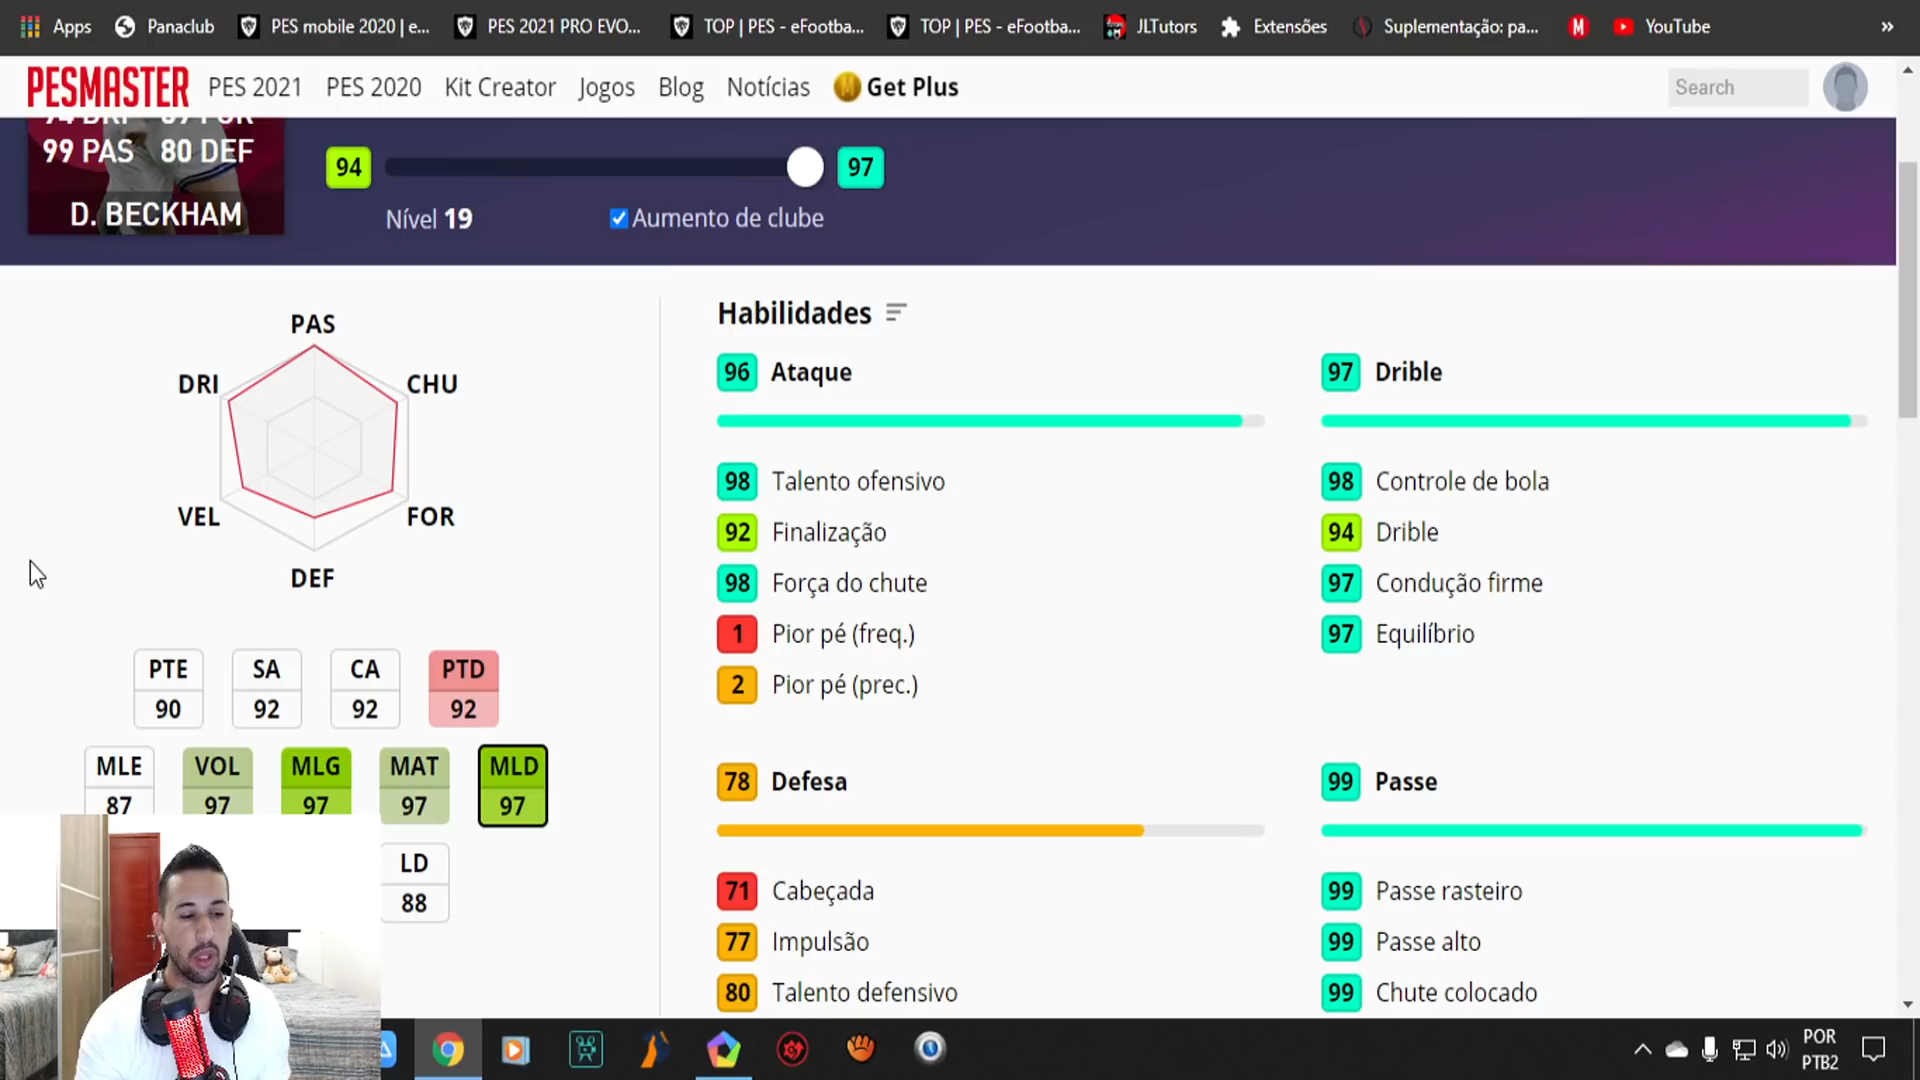 Apps Panaclub PES mobile 2020 | e... PES 2021 PRO EVO... TOP | PES - eFootba... TOP | PES - eFootba... JLTutors Extensões Suplementação: pa... M YouTube »
PESMASTER PES 2021 PES 2020 Kit Creator Jogos Blog Notícias Get Plus Search
99 PAS 80 DEF
D. BECKHAM
94 97
Nível 19 Aumento de clube
PAS
DRI CHU
VEL FOR
DEF
PTE SA CA PTD
90 92 92 92
MLE VOL MLG MAT MLD
87 97 97 97 97
LD
88
Habilidades
96 Ataque
98 Talento ofensivo
92 Finalização
98 Força do chute
1 Pior pé (freq.)
2 Pior pé (prec.)
97 Drible
98 Controle de bola
94 Drible
97 Condução firme
97 Equilíbrio
78 Defesa
71 Cabeçada
77 Impulsão
80 Talento defensivo
99 Passe
99 Passe rasteiro
99 Passe alto
99 Chute colocado
POR
PTB2